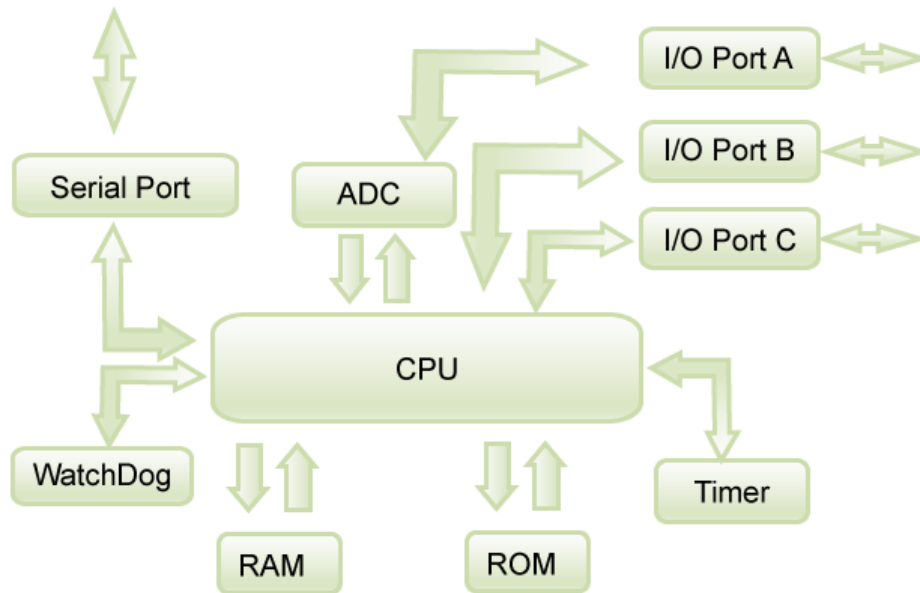 I/O Port A
I/O Port B
Serial Port
ADC
I/O Port C
CPU
WatchDog
Timer
RAM
ROM